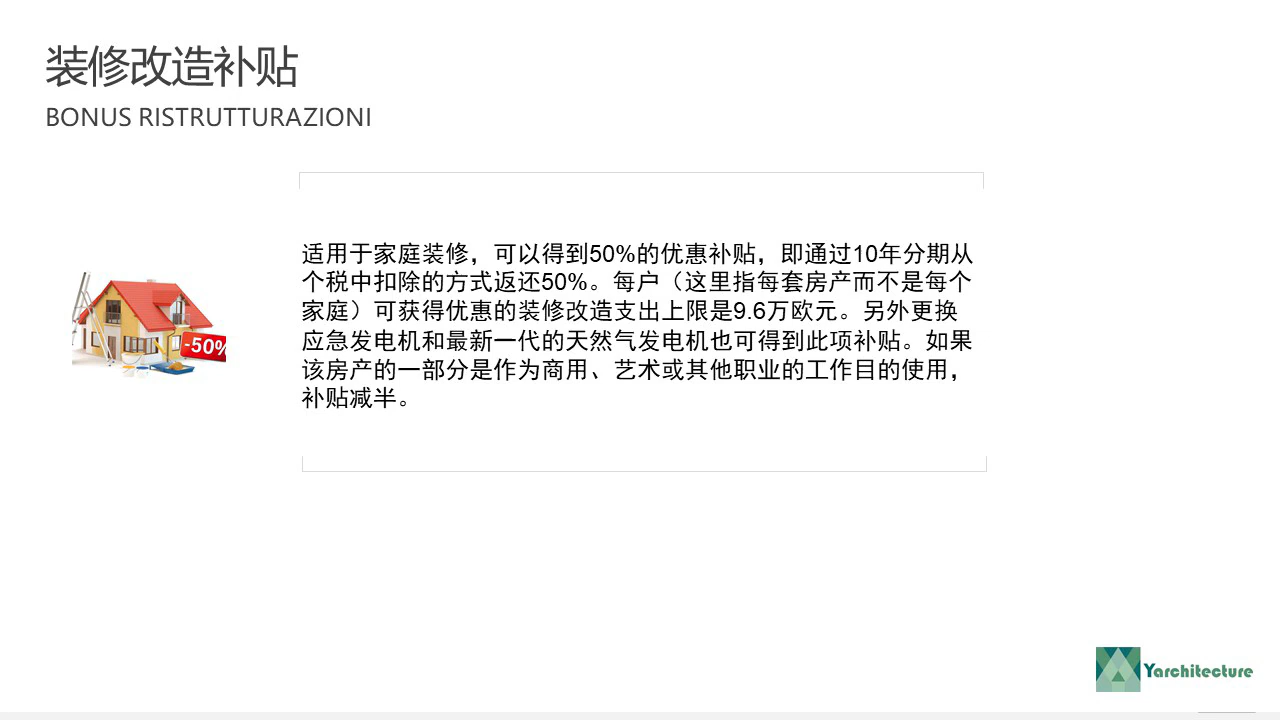 装修改造补贴
BONUS RISTRUTTURAZIONI
适用于家庭装修，可以得到50%的优惠补贴，即通过10年分期从
个税中扣除的方式返还50%。每户（这里指每套房产而不是每个
家庭）可获得优惠的装修改造支出上限是9.6万欧元。另外更换
应急发电机和最新一代的天然气发电机也可得到此项补贴。如果
该房产的一部分是作为商用、艺术或其他职业的工作目的使用，
补贴减半。
-50%
Yarchitecture